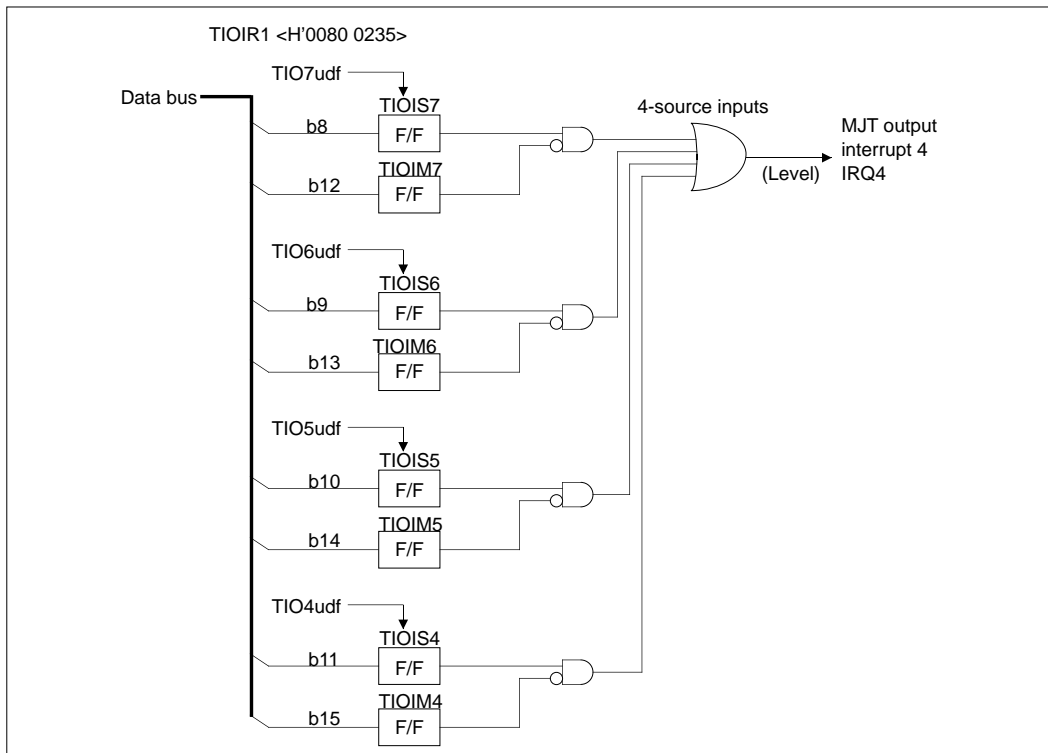 TIOIR1 <H'0080 0235>
TIO7udf
Data bus
TIOIS7
4-source inputs
b8
F/F
MJT output
interrupt 4
IRQ4
(Level)
TIOIM7
b12
F/F
TIO6udf
TIOIS6
b9
F/F
TIOIM6
b13
F/F
TIO5udf
TIOIS5
b10
F/F
TIOIM5
b14
F/F
TIO4udf
TIOIS4
b11
F/F
TIOIM4
b15
F/F